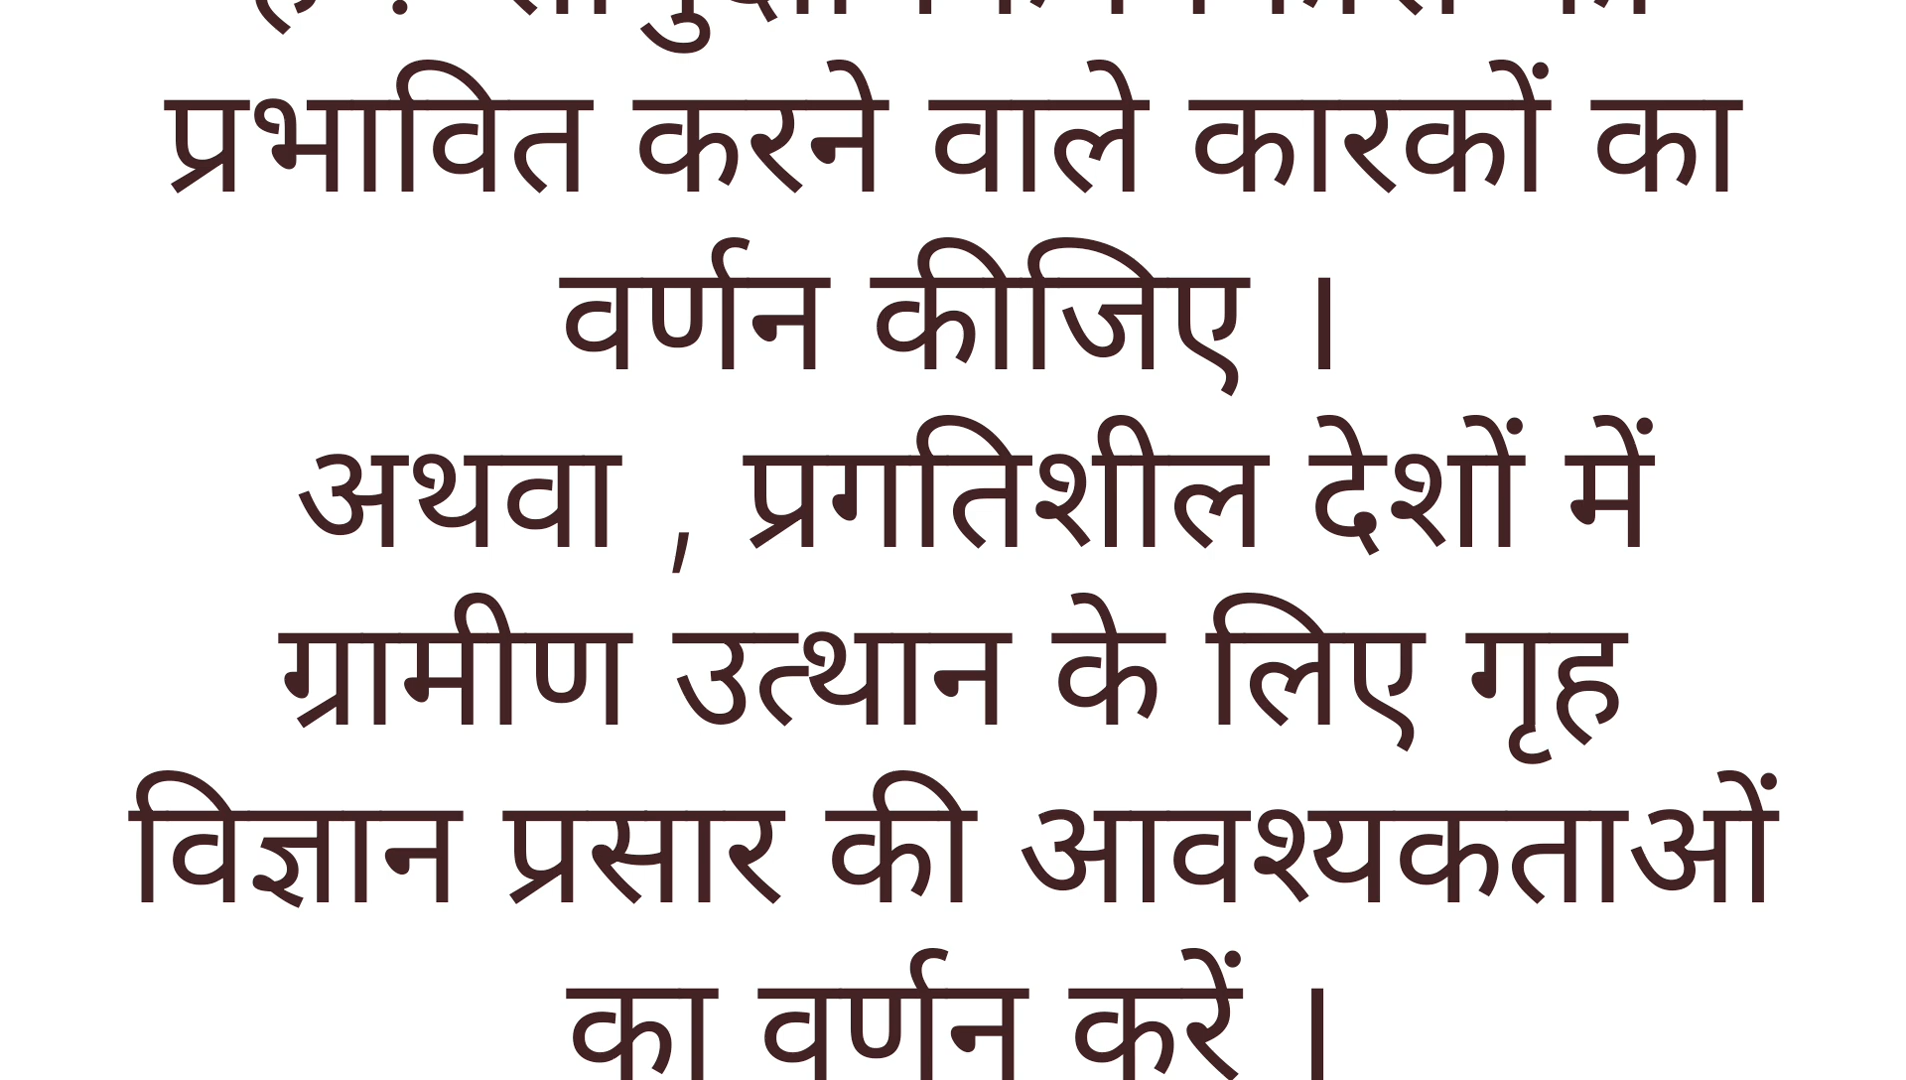 प्रभावित करने वाले कारकों का
वर्णन कीजिए ।
अथवा , प्रगतिशील देशों में
ग्रामीण उत्थान के लिए गृह
विज्ञान प्रसार की आवश्यकताओं
का वर्णन करें ।